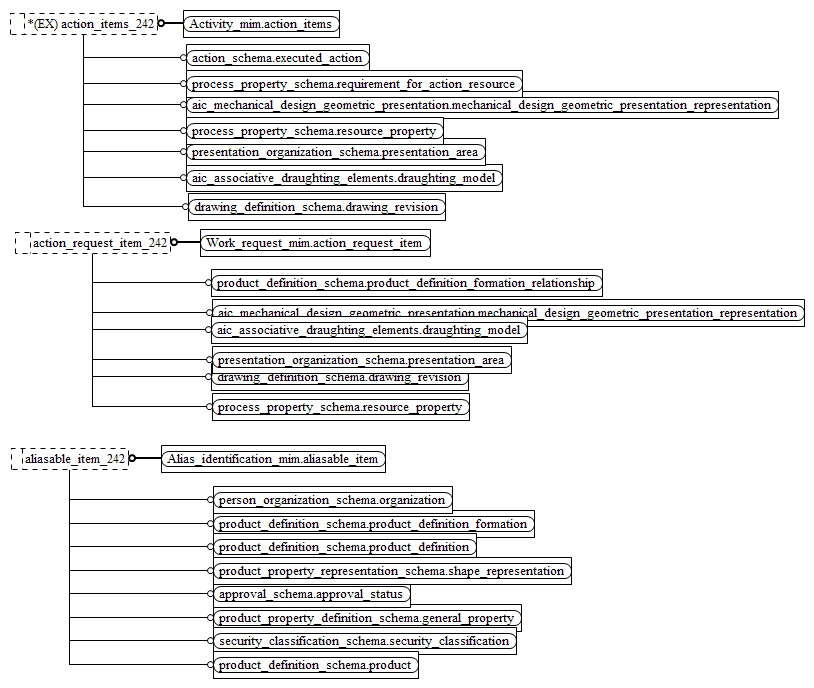 *(EX) action_items_242
Activity_mim.action_items
action_schema.executed_action
process_property_schema.requirement_for_action_resource
aic_mechanical_design_geometric_presentation.mechanical_design_geometric_presentation_representation
process_property_schema.resource_property
presentation_organization_schema.presentation_area
aic_associative_draughting_elements.draughting_model
drawing_definition_schema.drawing_revision
action_request_item_242
Work_request_mim.action_request_item
product_definition_schema.product_definition_formation_relationship
aic_mechanical_design_geometric_presentation.mechanical_design_geometric_presentation_representation
aic_associative_draughting_elements.draughting_model
presentation_organization_schema.presentation_area
drawing_definition_schema.drawing_revision
process_property_schema.resource_property
aliasable_item_242
Alias_identification_mim.aliasable_item
person_organization_schema.organization
product_definition_schema.product_definition_formation
product_definition_schema.product_definition
product_property_representation_schema.shape_representation
approval_schema.approval_status
product_property_definition_schema.general_property
security_classification_schema.security_classification
product_definition_schema.product